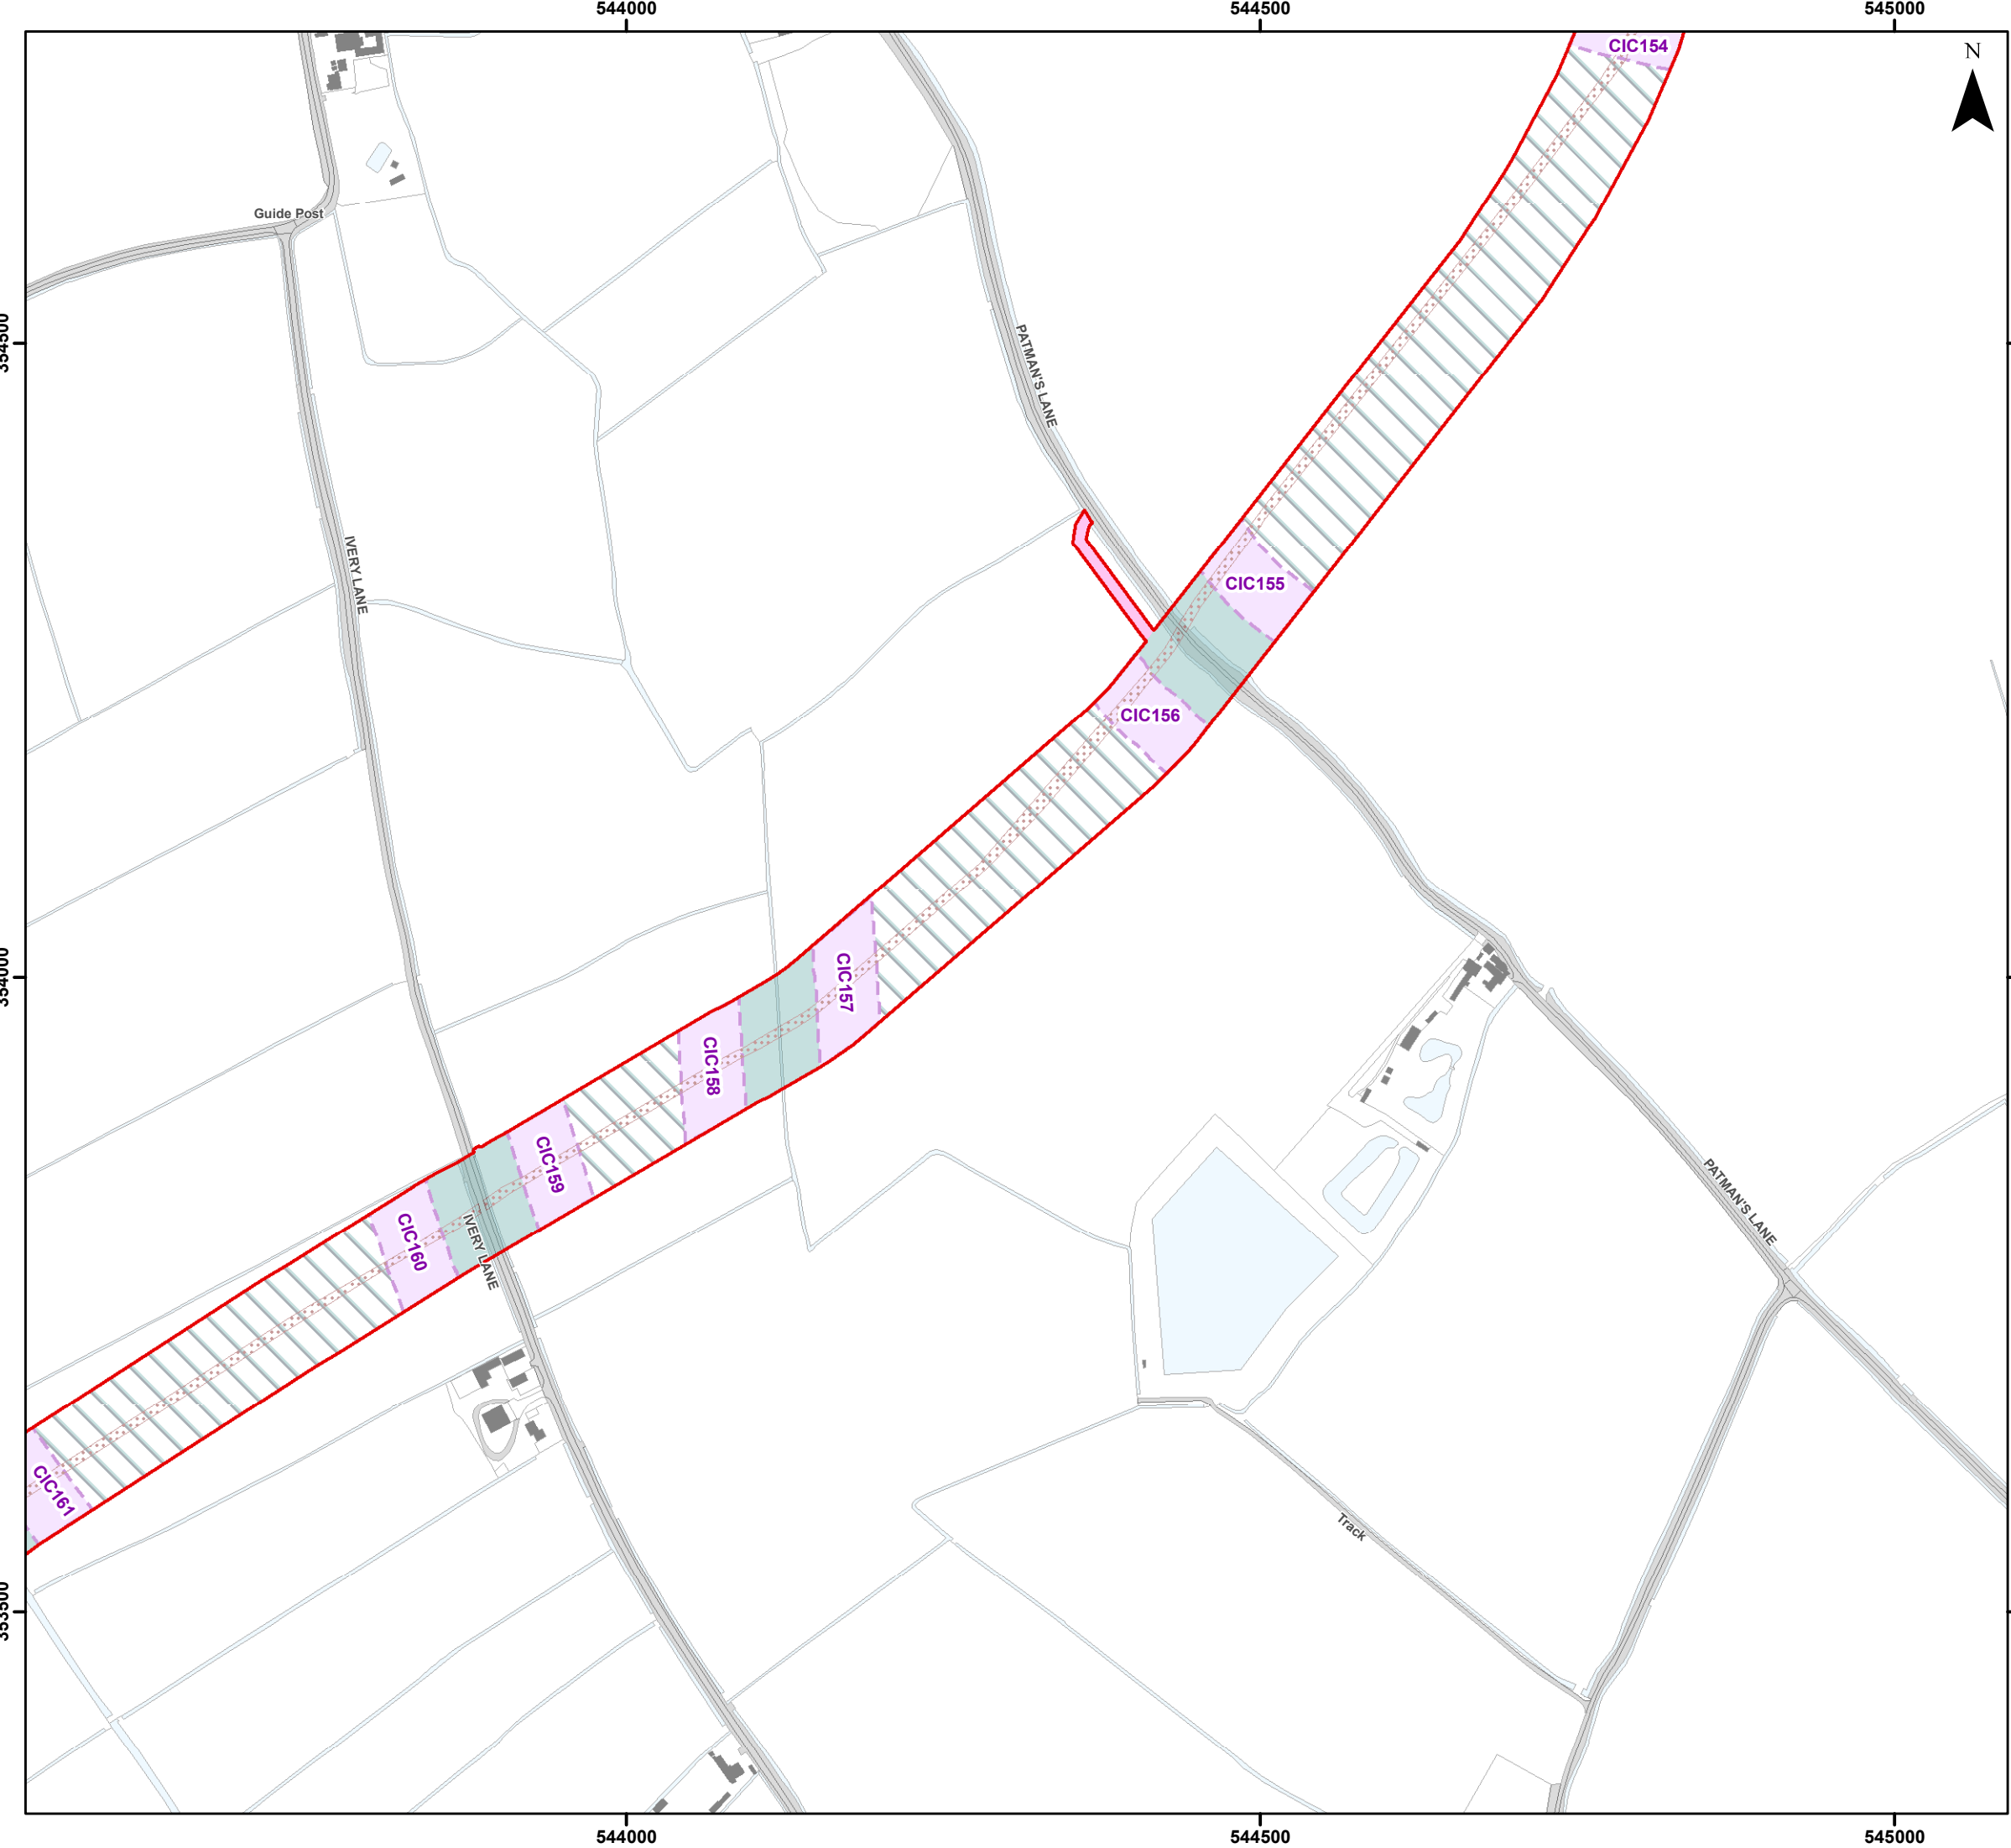 544000
544500
545000
CIC154
N
Guide Post
354500
PATMAN'S LANE
IVERY LANE
CIC155
CIC156
354000
CIC157
CIC158
CIC159
CIC160
IVERY LANE
PATMAN'S LANE
CIC161
Track
353500
544000
544500
545000